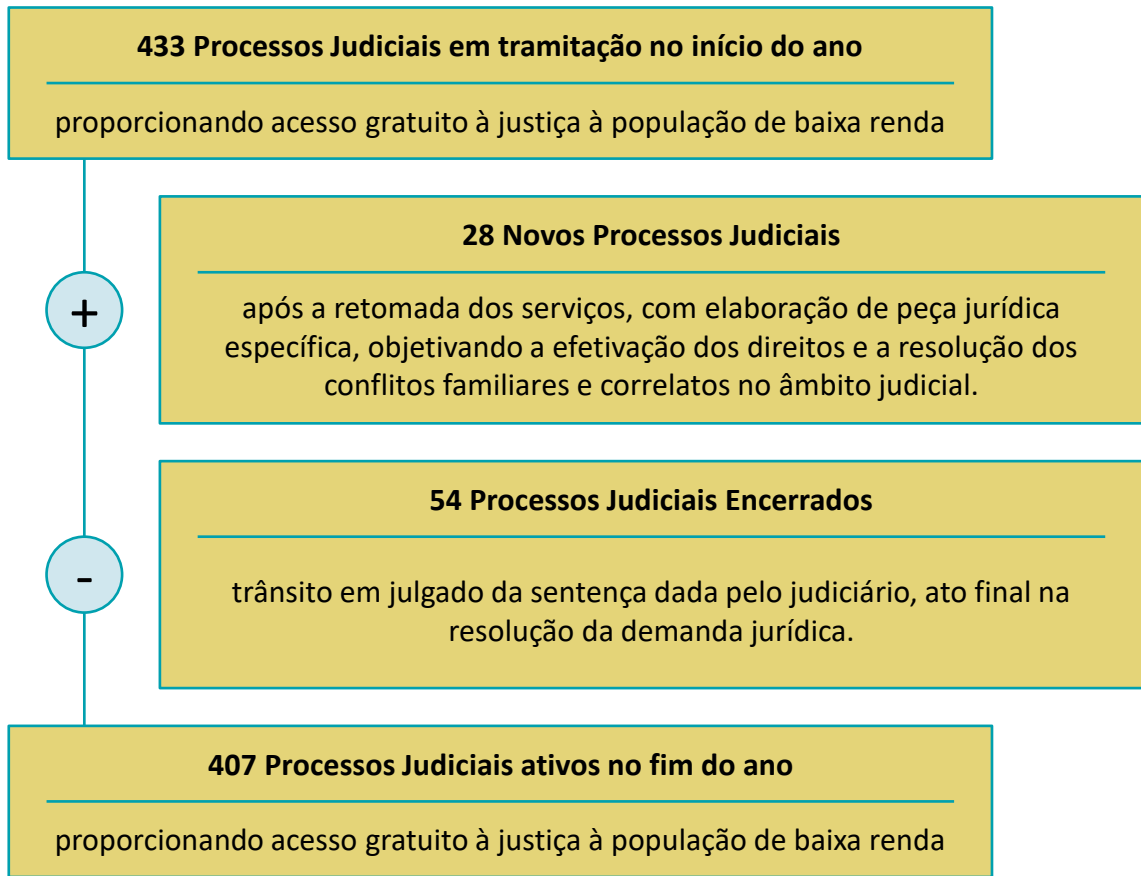 433 Processos Judiciais em tramitação no início do ano
proporcionando acesso gratuito à justiça à população de baixa renda
28 Novos Processos Judiciais
+
após a retomada dos serviços, com elaboração de peça jurídica
específica, objetivando a efetivação dos direitos e a resolução dos
conflitos familiares e correlatos no âmbito judicial.
54 Processos Judiciais Encerrados
-
trânsito em julgado da sentença dada pelo judiciário, ato final na
resolução da demanda jurídica.
407 Processos Judiciais ativos no fim do ano
proporcionando acesso gratuito à justiça à população de baixa renda